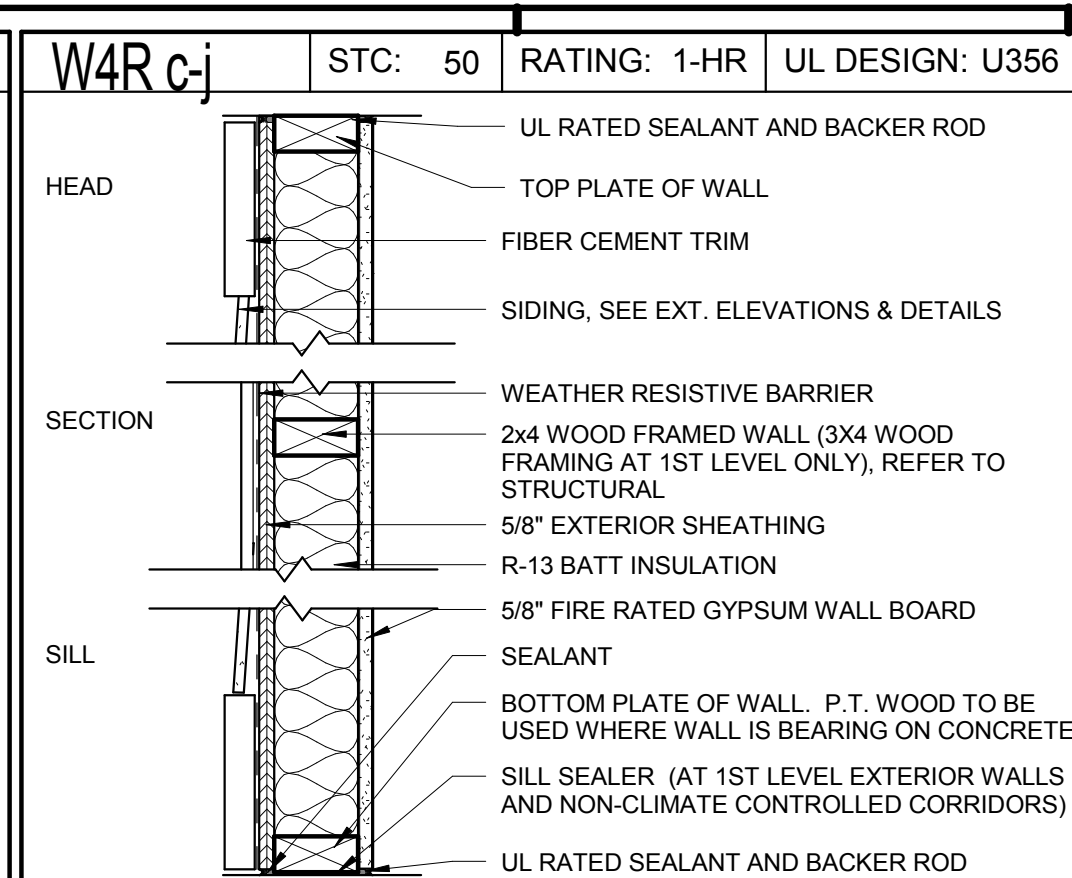 W4R c-j
STC: 50
RATING: 1-HR
UL DESIGN: U356
HEAD
UL RATED SEALANT AND BACKER ROD
TOP PLATE OF WALL
FIBER CEMENT TRIM
SIDING, SEE EXT. ELEVATIONS & DETAILS
SECTION
WEATHER RESISTIVE BARRIER
2x4 WOOD FRAMED WALL (3X4 WOOD
FRAMING AT 1ST LEVEL ONLY), REFER TO
STRUCTURAL
5/8" EXTERIOR SHEATHING
R-13 BATT INSULATION
5/8" FIRE RATED GYPSUM WALL BOARD
SILL
SEALANT
BOTTOM PLATE OF WALL. P.T. WOOD TO BE
USED WHERE WALL IS BEARING ON CONCRETE
SILL SEALER (AT 1ST LEVEL EXTERIOR WALLS
AND NON-CLIMATE CONTROLLED CORRIDORS)
UL RATED SEALANT AND BACKER ROD